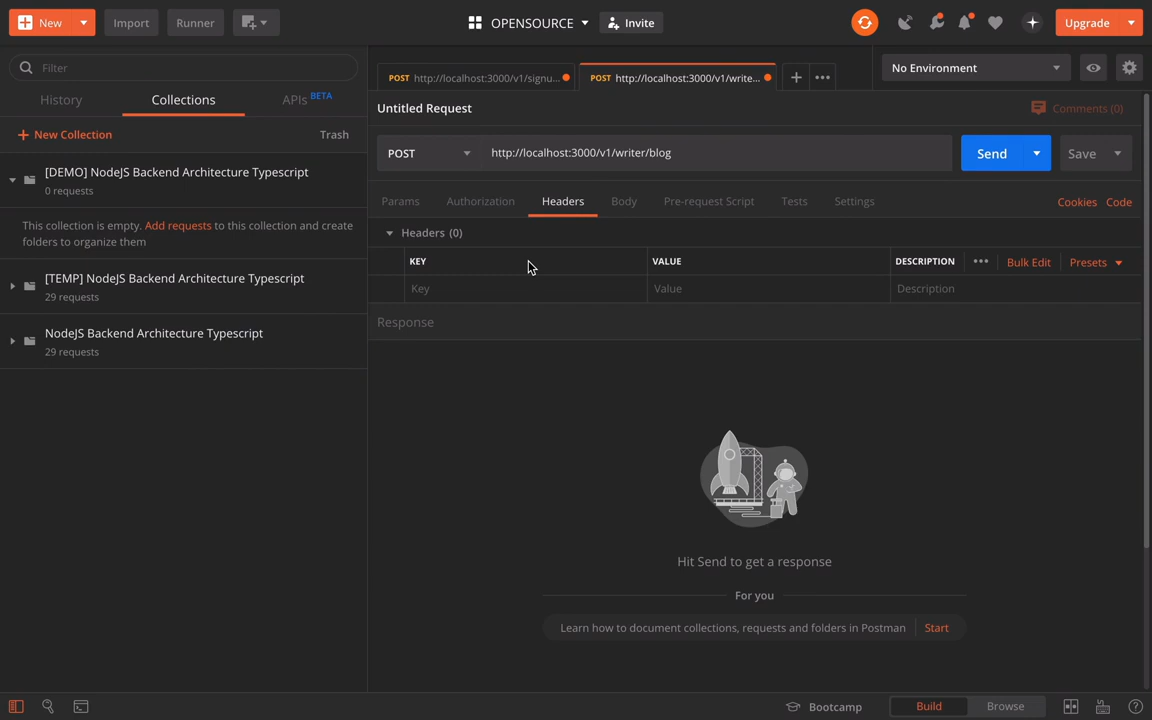 New
Import
Runner
OPENSOURCE
Invite
Upgrade
Filter
History
Collections
APIs BETA
New Collection
Trash
[DEMO] NodeJS Backend Architecture Typescript
0 requests
This collection is empty. Add requests to this collection and create
folders to organize them
[TEMP] NodeJS Backend Architecture Typescript
29 requests
NodeJS Backend Architecture Typescript
29 requests
POST http://localhost:3000/v1/signu...
POST http://localhost:3000/v1/write...
No Environment
Untitled Request
Comments (0)
POST
http://localhost:3000/v1/writer/blog
Send
Save
Params
Authorization
Headers
Body
Pre-request Script
Tests
Settings
Cookies
Code
Headers (0)
KEY
VALUE
DESCRIPTION
Bulk Edit
Presets
Key
Value
Description
Response
Hit Send to get a response
For you
Learn how to document collections, requests and folders in Postman
Start
Bootcamp
Build
Browse